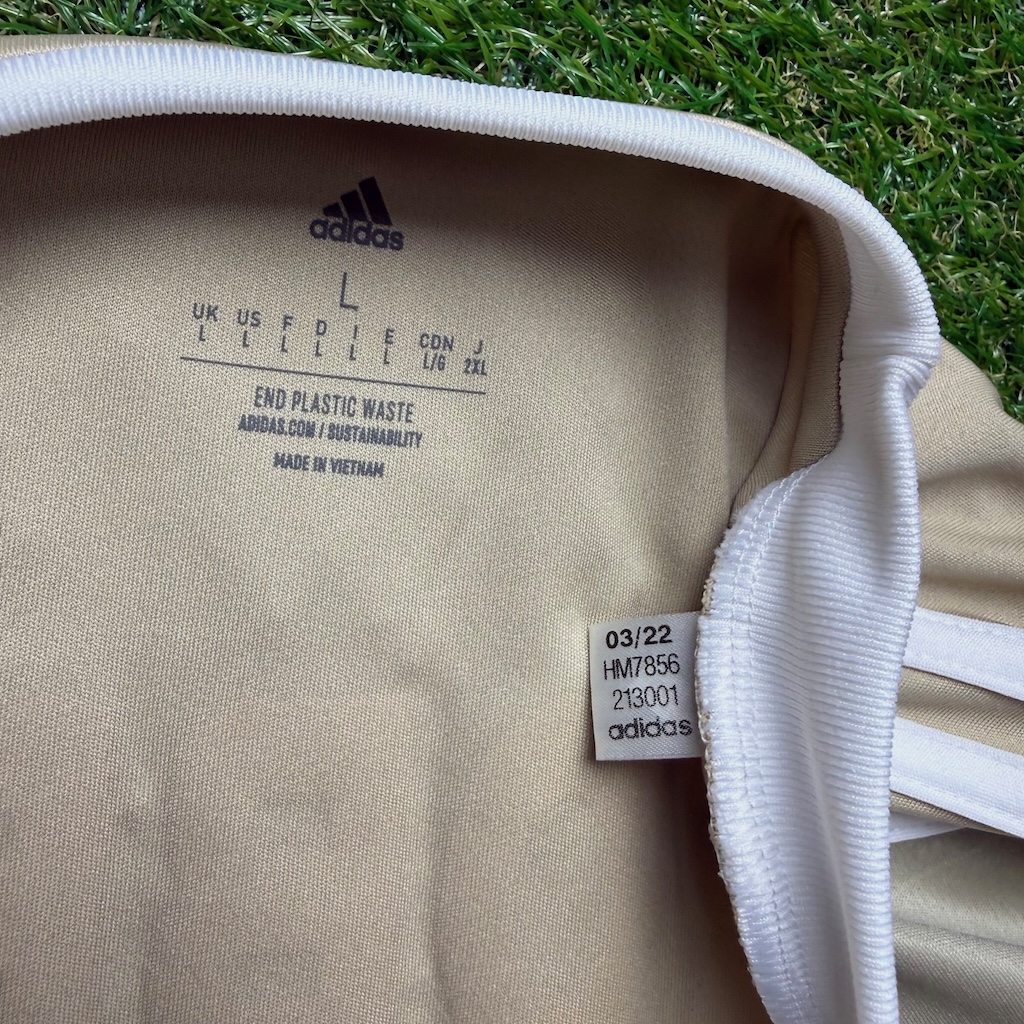 adidas
L
UK US F D I E CDN J
L L L L L L L/G 2XL
END PLASTIC WASTE
ADIDAS.COM / SUSTAINABILITY
MADE IN VIETNAM
03/22
HM7856
213001
adidas